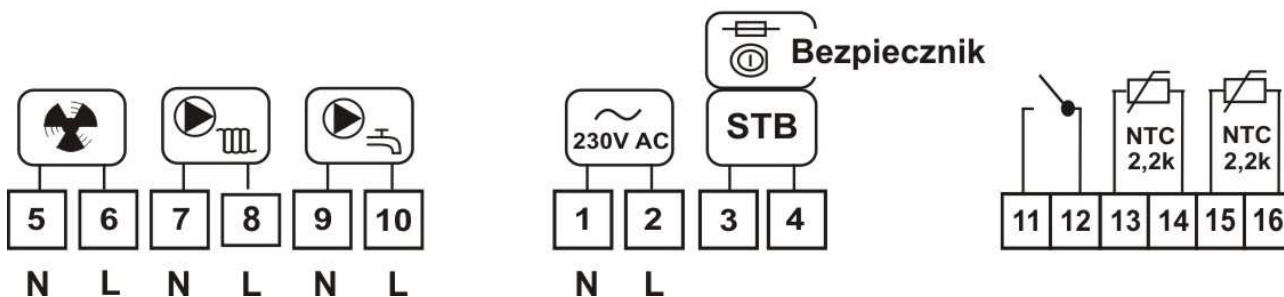 Bezpiecznik
230V AC
STB
NTC 2,2k
NTC 2,2k
5 6 7 8 9 10
1 2 3 4
11 12 13 14 15 16
N L N L N L
N L